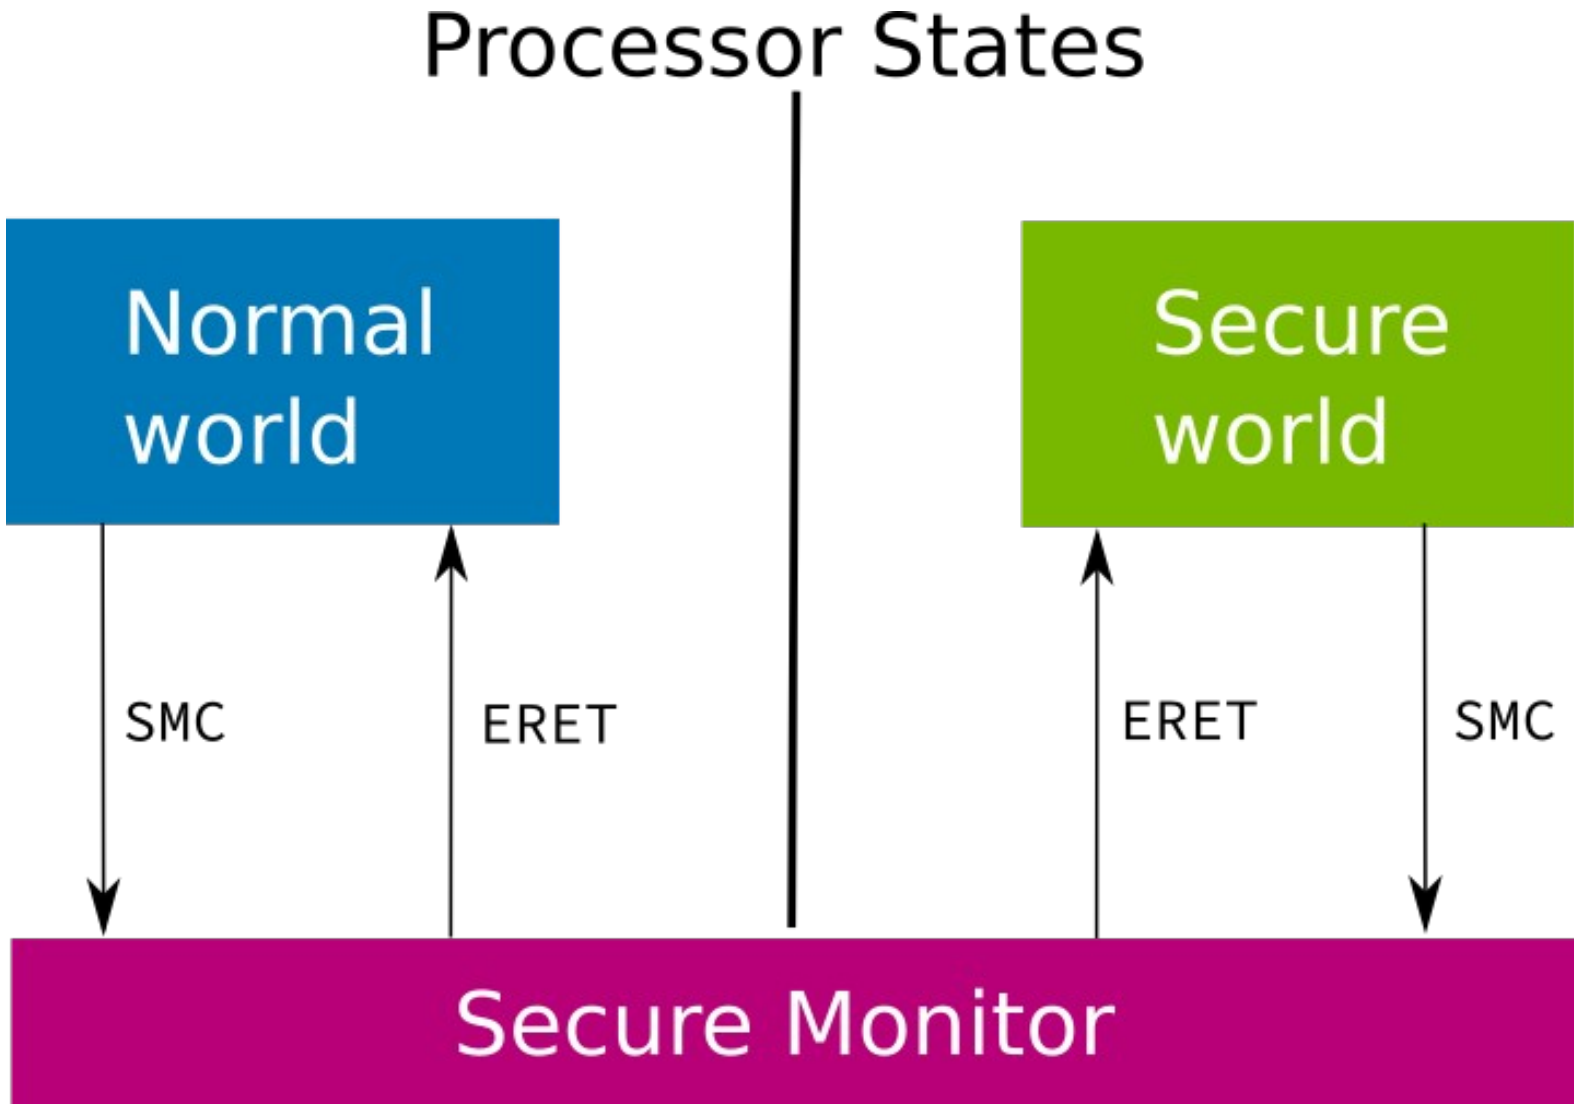 Processor States
Normal
world
Secure
world
SMC
ERET
ERET
SMC
Secure Monitor